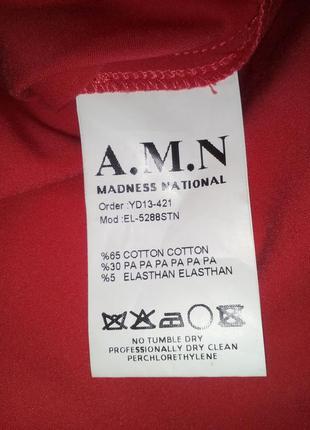 A.M.N
MADNESS NATIONAL
Order :YD13-421
Mod :EL-5288STN
%65 COTTON COTTON
%30 PA PA PA PA PA PA
%5 ELASTHAN ELASTHAN
NO TUMBLE DRY
PROFESSIONALLY DRY CLEAN
PERCHLORETHYLENE